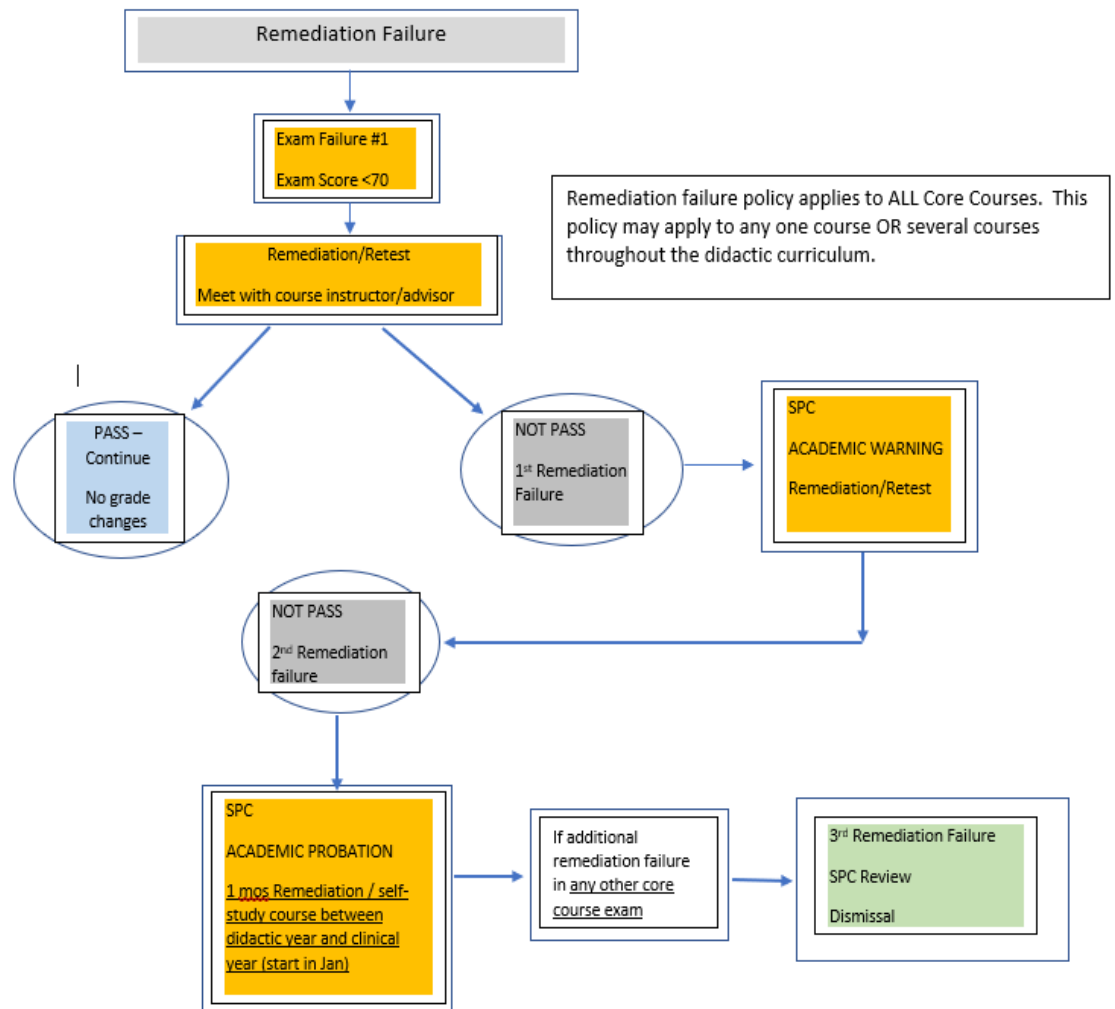 Remediation Failure
Exam Failure #1
Exam Score <70
Remediation failure policy applies to ALL Core Courses.  This
policy may apply to any one course OR several courses
throughout the didactic curriculum.
Remediation/Retest
Meet with course instructor/advisor
PASS –
Continue
No grade
changes
NOT PASS
1st Remediation
Failure
SPC
ACADEMIC WARNING
Remediation/Retest
NOT PASS
2nd Remediation
failure
SPC
ACADEMIC PROBATION
1 mos Remediation / self-
study course between
didactic year and clinical
year (start in Jan)
If additional
remediation failure
in any other core
course exam
3rd Remediation Failure
SPC Review
Dismissal